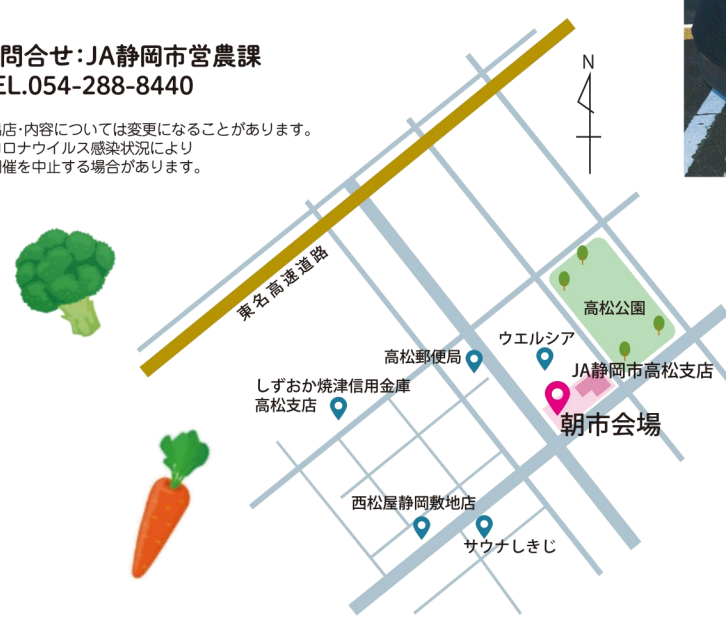 問合せ：JA静岡市営農課
EL.054-288-8440
店・内容については変更になることがあります。
ロナウイルス感染状況により
催を中止する場合があります。
N
東名高速道路
高松公園
ウエルシア
高松郵便局
JA静岡市高松支店
しずおか焼津信用金庫
高松支店
朝市会場
西松屋静岡敷地店
サウナしきじ